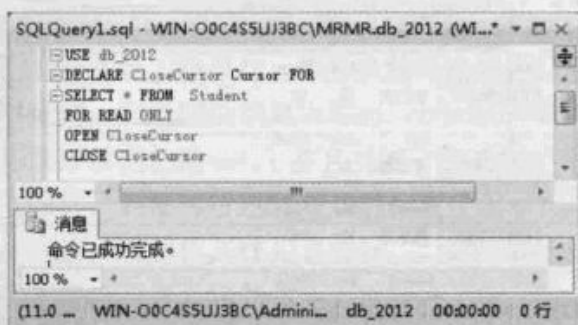 SQLQuery1.sql - WIN-O0C4S5UJ3BC\MRMR.db_2012 (WI...*
USE db_2012
DECLARE CloseCursor Cursor FOR
SELECT * FROM Student
FOR READ ONLY
OPEN CloseCursor
CLOSE CloseCursor
100 %
消息
命令已成功完成。
100 %
(11.0 ... WIN-O0C4S5UJ3BC\Admini... db_2012 00:00:00 0 行